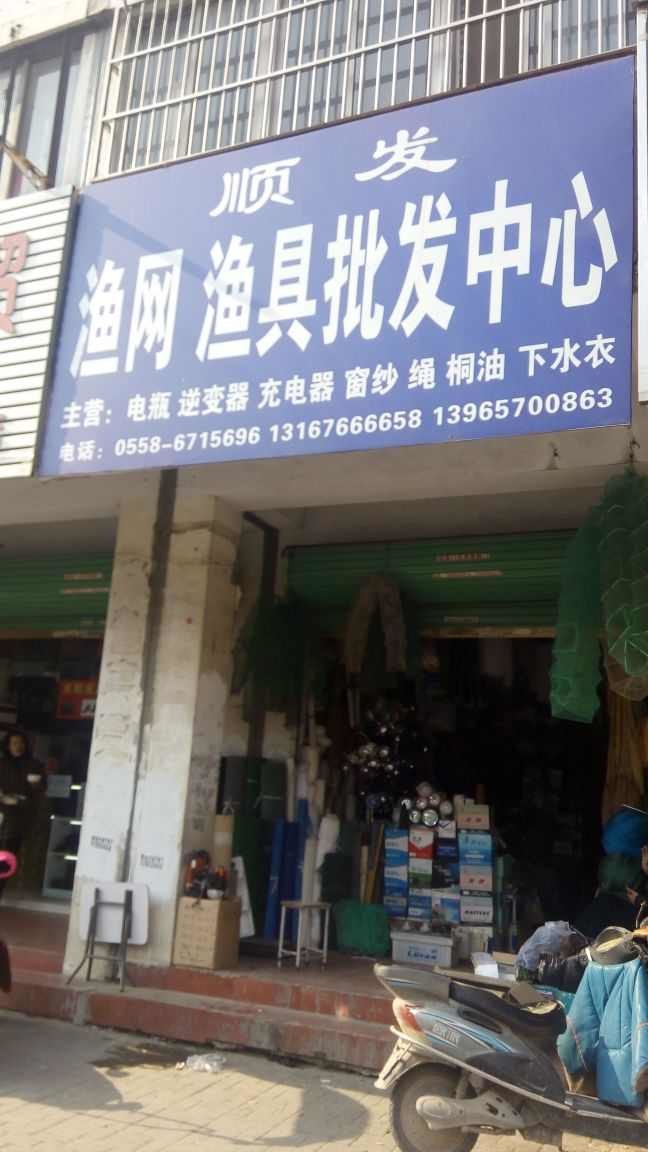 顺发
渔网 渔具批发中心
主营：电瓶 逆变器 充电器 窗纱 绳 桐油 下水衣
电话：0558-6715696 13167666658 13965700863
贸